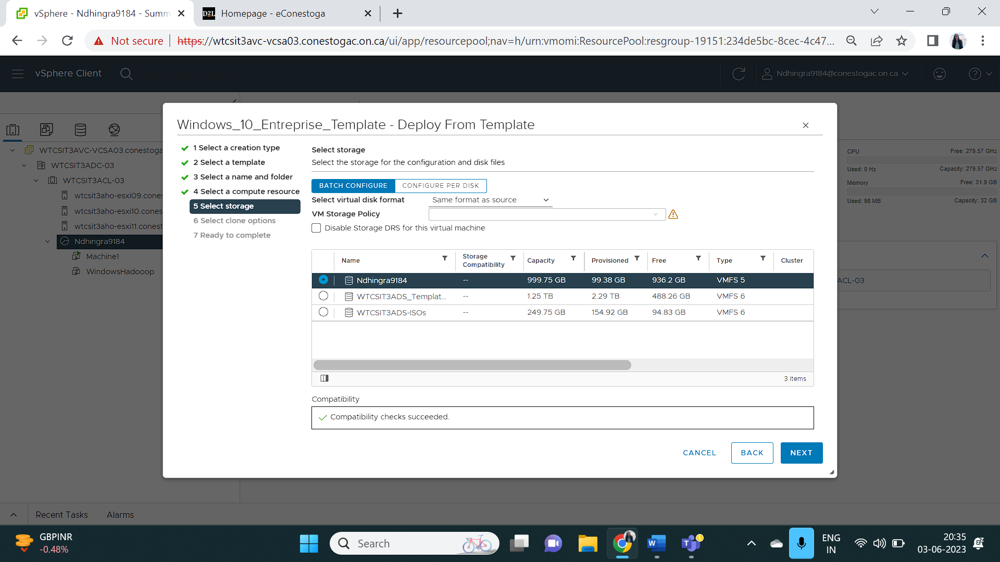 vSphere - Ndhingra9184 - Summ
D2L
Homepage - eConestoga
Not secure
https://wtcsit3avc-vcsa03.conestogac.on.ca/ui/app/resourcepool;nav=h/urn:vmomi:ResourcePool:resgroup-19151:234de5bc-8cec-4c47...
vSphere Client
Ndhingra9184@conestogac.on.ca
WTCSIT3AVC-VCSA03.conestoga
WTCSIT3ADC-03
WTCSIT3ACL-03
wtcsit3aho-esxi09.cones
wtcsit3aho-esxi10.cones
wtcsit3aho-esxi11.conest
Ndhingra9184
Machine1
WindowsHadooop
Windows_10_Entreprise_Template - Deploy From Template
1 Select a creation type
2 Select a template
3 Select a name and folder
4 Select a compute resource
5 Select storage
6 Select clone options
7 Ready to complete
Select storage
Select the storage for the configuration and disk files
BATCH CONFIGURE
CONFIGURE PER DISK
Select virtual disk format
Same format as source
VM Storage Policy
Disable Storage DRS for this virtual machine
Name
Storage
Compatibility
Capacity
Provisioned
Free
Type
Cluster
Ndhingra9184 -- 999.75 GB 99.38 GB 936.2 GB VMFS 5
WTCSIT3ADS_Templat... -- 1.25 TB 2.29 TB 488.26 GB VMFS 6
WTCSIT3ADS-ISOs -- 249.75 GB 154.92 GB 94.83 GB VMFS 6
3 items
Compatibility
Compatibility checks succeeded.
CANCEL
BACK
NEXT
CPU
Free: 279.57 GHz
Used: 0 Hz
Capacity: 279.57 GHz
Memory
Free: 31.9 GB
Used: 98 MB
Capacity: 32 GB
ACL-03
Recent Tasks
Alarms
GBPINR
-0.48%
Search
ENG
IN
20:35
03-06-2023